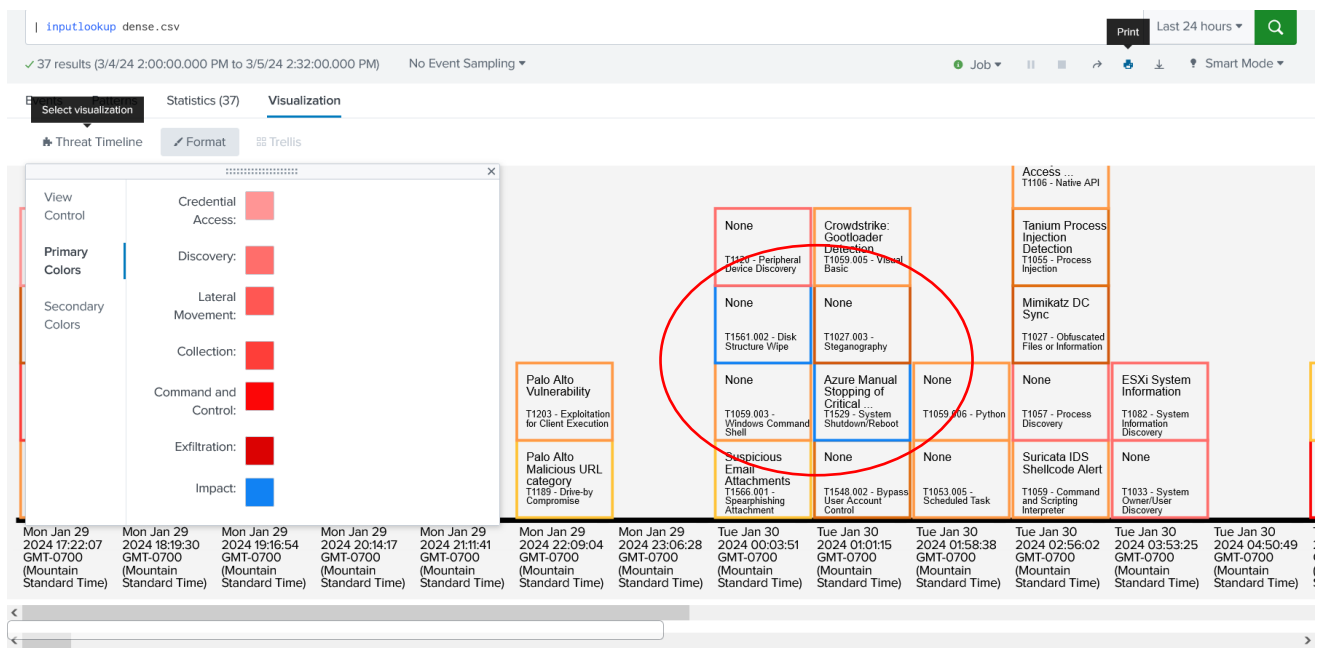 | inputlookup dense.csv
Print
Last 24 hours
37 results (3/4/24 2:00:00.000 PM to 3/5/24 2:32:00.000 PM)
No Event Sampling
Job
Smart Mode
Events
Patterns
Statistics (37)
Visualization
Select visualization
Threat Timeline
Format
Trellis
View
Control
Primary
Colors
Secondary
Colors
Credential
Access:
Discovery:
Lateral
Movement:
Collection:
Command and
Control:
Exfiltration:
Impact:
Palo Alto
Vulnerability
T1203 - Exploitation
for Client Execution
Palo Alto
Malicious URL
category
T1189 - Drive-by
Compromise
None
T1120 - Peripheral
Device Discovery
None
T1561.002 - Disk
Structure Wipe
None
T1059.003 -
Windows Command
Shell
Suspicious
Email
Attachments
T1566.001 -
Spearphishing
Attachment
Crowdstrike:
Gootloader
Detection
T1059.005 - Visual
Basic
None
T1027.003 -
Steganography
Azure Manual
Stopping of
Critical ...
T1529 - System
Shutdown/Reboot
None
T1548.002 - Bypass
User Account
Control
None
T1059.006 - Python
None
T1053.005 -
Scheduled Task
Access ...
T1106 - Native API
Tanium Process
Injection
Detection
T1055 - Process
Injection
Mimikatz DC
Sync
T1027 - Obfuscated
Files or Information
None
T1057 - Process
Discovery
Suricata IDS
Shellcode Alert
T1059 - Command
and Scripting
Interpreter
ESXi System
Information
T1082 - System
Information
Discovery
None
T1033 - System
Owner/User
Discovery
Mon Jan 29
2024 17:22:07
GMT-0700
(Mountain
Standard Time)
Mon Jan 29
2024 18:19:30
GMT-0700
(Mountain
Standard Time)
Mon Jan 29
2024 19:16:54
GMT-0700
(Mountain
Standard Time)
Mon Jan 29
2024 20:14:17
GMT-0700
(Mountain
Standard Time)
Mon Jan 29
2024 21:11:41
GMT-0700
(Mountain
Standard Time)
Mon Jan 29
2024 22:09:04
GMT-0700
(Mountain
Standard Time)
Mon Jan 29
2024 23:06:28
GMT-0700
(Mountain
Standard Time)
Tue Jan 30
2024 00:03:51
GMT-0700
(Mountain
Standard Time)
Tue Jan 30
2024 01:01:15
GMT-0700
(Mountain
Standard Time)
Tue Jan 30
2024 01:58:38
GMT-0700
(Mountain
Standard Time)
Tue Jan 30
2024 02:56:02
GMT-0700
(Mountain
Standard Time)
Tue Jan 30
2024 03:53:25
GMT-0700
(Mountain
Standard Time)
Tue Jan 30
2024 04:50:49
GMT-0700
(Mountain
Standard Time)